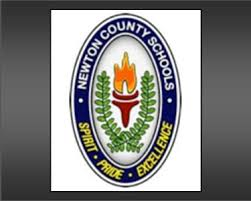 · NEWTON COUNTY SCHOOLS ·
SPIRIT · PRIDE · EXCELLENCE